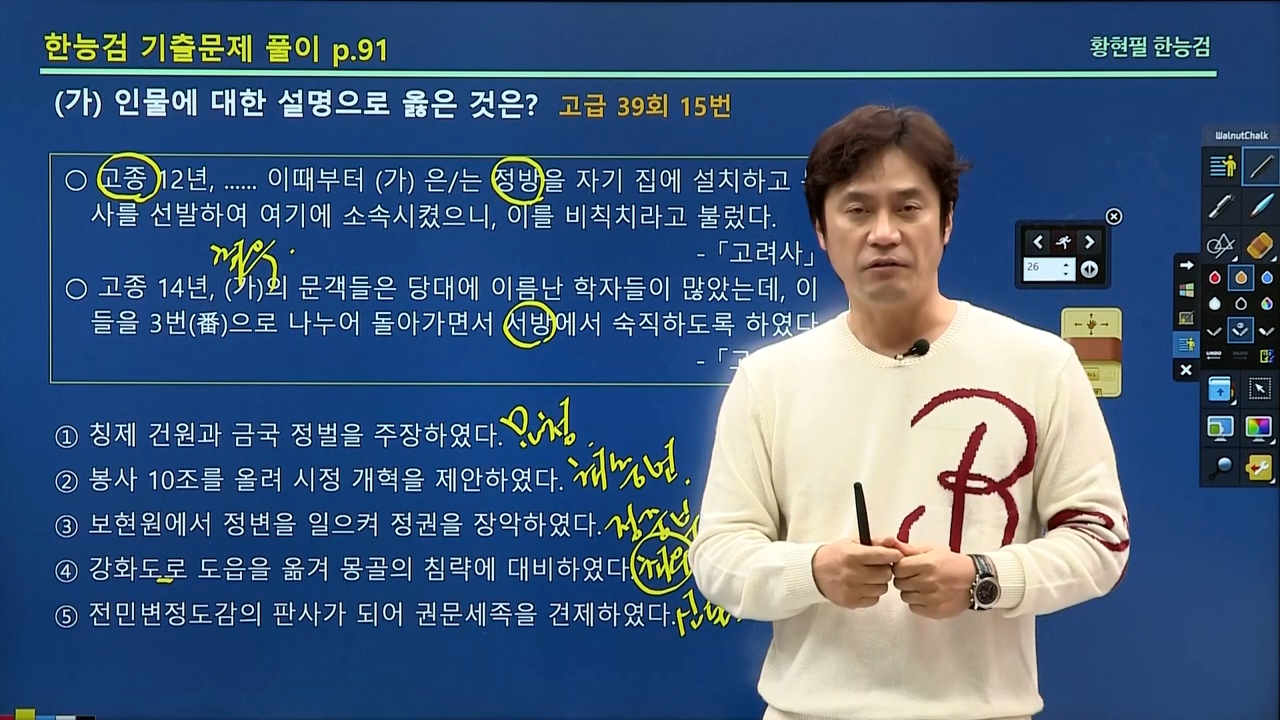 한능검 기출문제 풀이 p.91
황현필 한능검
(가) 인물에 대한 설명으로 옳은 것은? 고급 39회 15번
○ 고종 12년, ...... 이때부터 (가) 은/는 정방을 자기 집에 설치하고
사를 선발하여 여기에 소속시켰으니, 이를 비칙치라고 불렀다.
-「고려사」
○ 고종 14년, (가)의 문객들은 당대에 이름난 학자들이 많았는데, 이
들을 3번(番)으로 나누어 돌아가면서 서방에서 숙직하도록 하였다
-「고
① 칭제 건원과 금국 정벌을 주장하였다. 묘청
② 봉사 10조를 올려 시정 개혁을 제안하였다. 최충헌
③ 보현원에서 정변을 일으켜 정권을 장악하였다. 정중부
④ 강화도로 도읍을 옮겨 몽골의 침략에 대비하였다 최우
⑤ 전민변정도감의 판사가 되어 권문세족을 견제하였다.
WalnutChalk
26